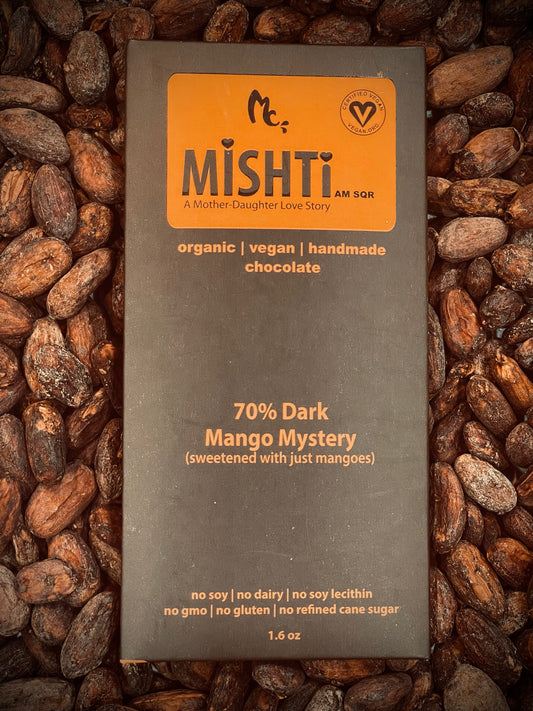 Mc
CERTIFIED VEGAN
VEGAN.ORG
MiSHTi AM SQR
A Mother-Daughter Love Story
organic | vegan | handmade
chocolate
70% Dark
Mango Mystery
(sweetened with just mangoes)
no soy | no dairy | no soy lecithin
no gmo | no gluten | no refined cane sugar
1.6 oz